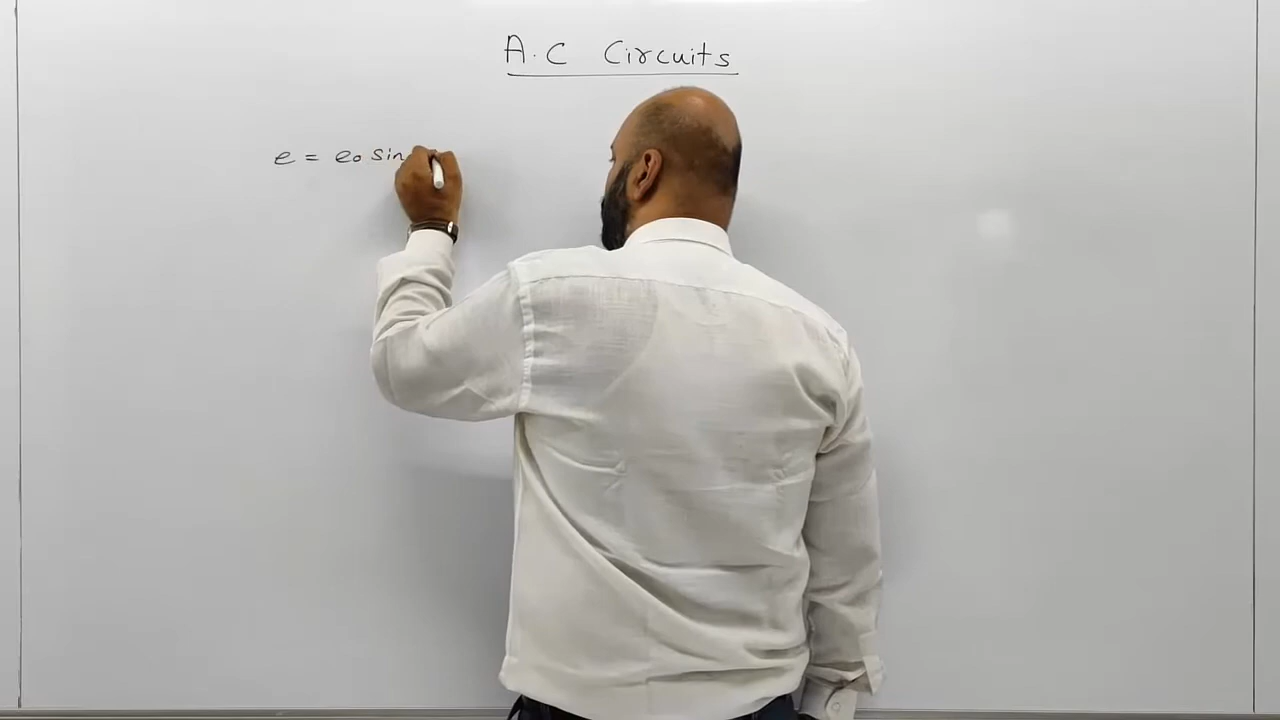 A.C Circuits
e = e₀ sin